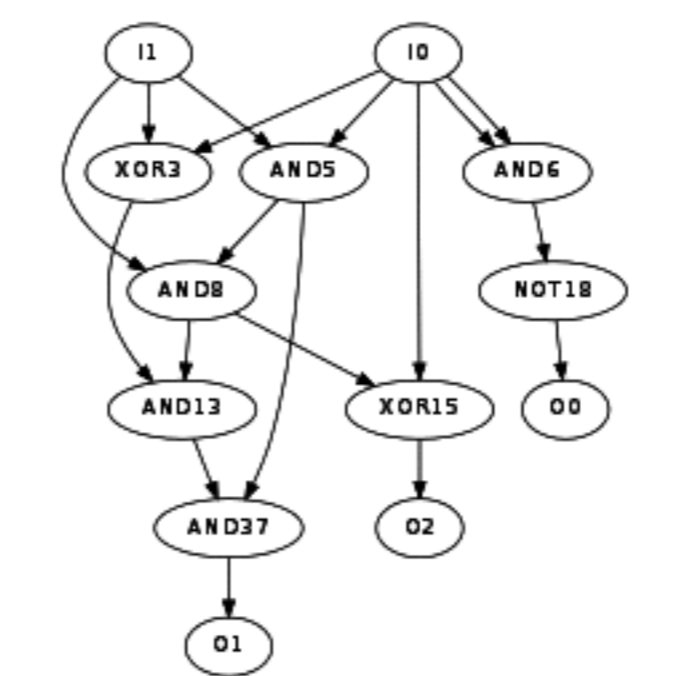 I1
I0
XOR3
AND5
AND6
AND8
NOT18
AND13
XOR15
O0
AND37
O2
O1